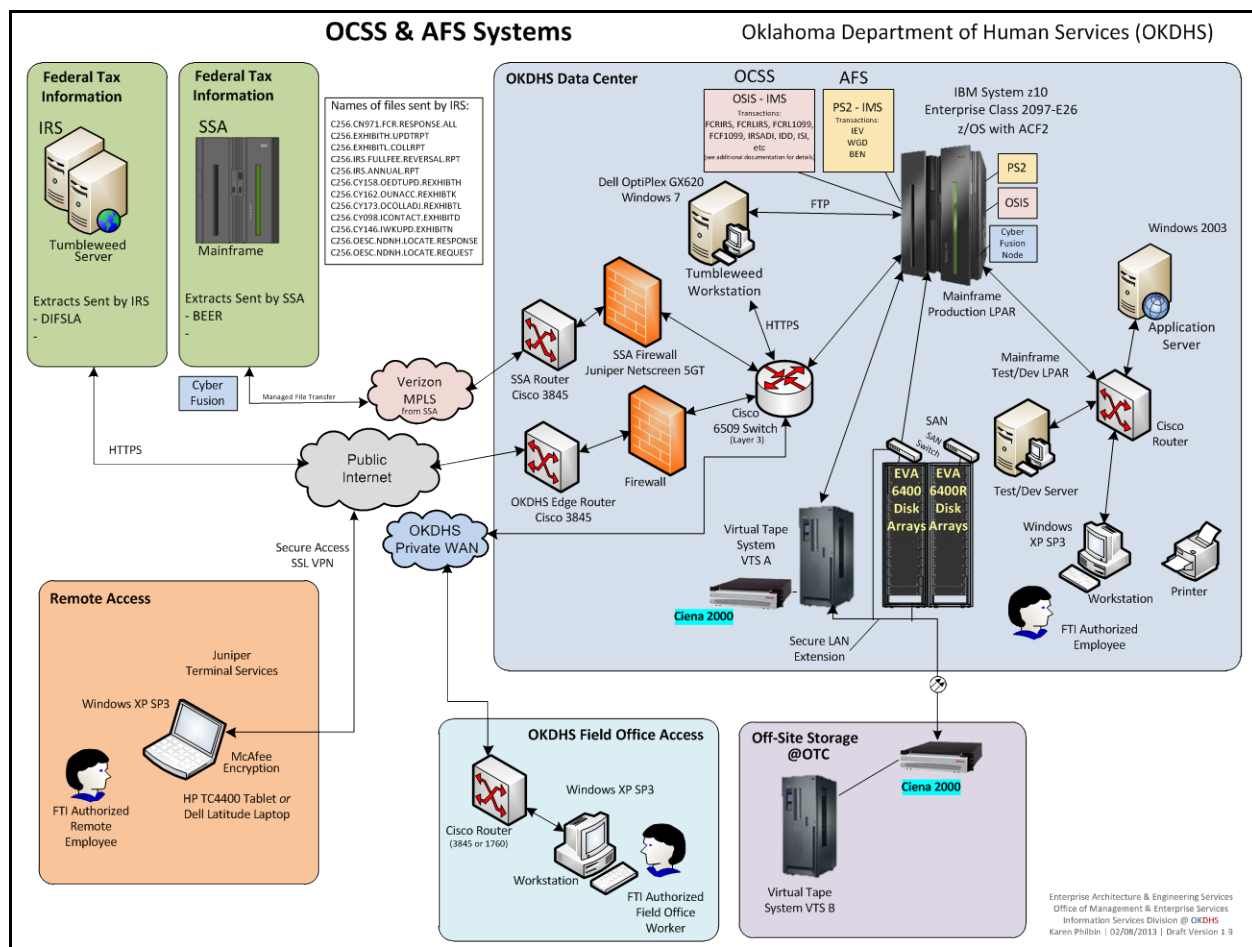 OCSS & AFS Systems
Oklahoma Department of Human Services (OKDHS)
Federal Tax
Information
IRS
Tumbleweed
Server
Extracts Sent by IRS
- DIFSLA
-
Federal Tax
Information
SSA
Mainframe
Extracts Sent by SSA
- BEER
-
Names of files sent by IRS:
C256.CN971.FCR.RESPONSE.ALL
C256.EXHIBITH.UPDTRPT
C256.EXHIBITL.COLLRPT
C256.IRS.FULLFEE.REVERSAL.RPT
C256.IRS.ANNUAL.RPT
C256.CY158.OEDTUPD.REXHIBTH
C256.CY162.OUNACC.REXHIBTK
C256.CY173.OCOLLADJ.REXHIBTL
C256.CY098.ICONTACT.EXHIBITD
C256.CY146.IWKUPD.EXHIBITN
C256.OESC.NDNH.LOCATE.RESPONSE
C256.OESC.NDNH.LOCATE.REQUEST
OKDHS Data Center
OCSS
OSIS - IMS
Transactions:
FCRIRS, FCRLIRS, FCRL1099,
FCF1099, IRSADI, IDD, ISI,
etc
(see additional documentation for details)
AFS
PS2 - IMS
Transactions:
IEV
WGD
BEN
IBM System z10
Enterprise Class 2097-E26
z/OS with ACF2
PS2
OSIS
Cyber
Fusion
Node
Mainframe
Production LPAR
Dell OptiPlex GX620
Windows 7
FTP
Tumbleweed
Workstation
HTTPS
Windows 2003
Application
Server
SSA Firewall
Juniper Netscreen 5GT
SSA Router
Cisco 3845
Verizon
MPLS
from SSA
Cyber
Fusion
Managed File Transfer
Cisco
6509 Switch
(Layer 3)
Firewall
OKDHS Edge Router
Cisco 3845
HTTPS
Public
Internet
OKDHS
Private WAN
Secure Access
SSL VPN
Mainframe
Test/Dev LPAR
Cisco
Router
Test/Dev Server
SAN
SAN
Switch
EVA
6400
Disk
Arrays
EVA
6400R
Disk
Arrays
Virtual Tape
System
VTS A
Ciena 2000
Secure LAN
Extension
Windows
XP SP3
Workstation
Printer
FTI Authorized
Employee
Remote Access
Juniper
Terminal Services
Windows XP SP3
McAfee
Encryption
HP TC4400 Tablet or
Dell Latitude Laptop
FTI Authorized
Remote
Employee
OKDHS Field Office Access
Windows XP SP3
Cisco Router
(3845 or 1760)
Workstation
FTI Authorized
Field Office
Worker
Off-Site Storage
@OTC
Ciena 2000
Virtual Tape
System VTS B
Enterprise Architecture & Engineering Services
Office of Management & Enterprise Services
Information Services Division @ OKDHS
Karen Philbin | 02/08/2013 | Draft Version 1.9